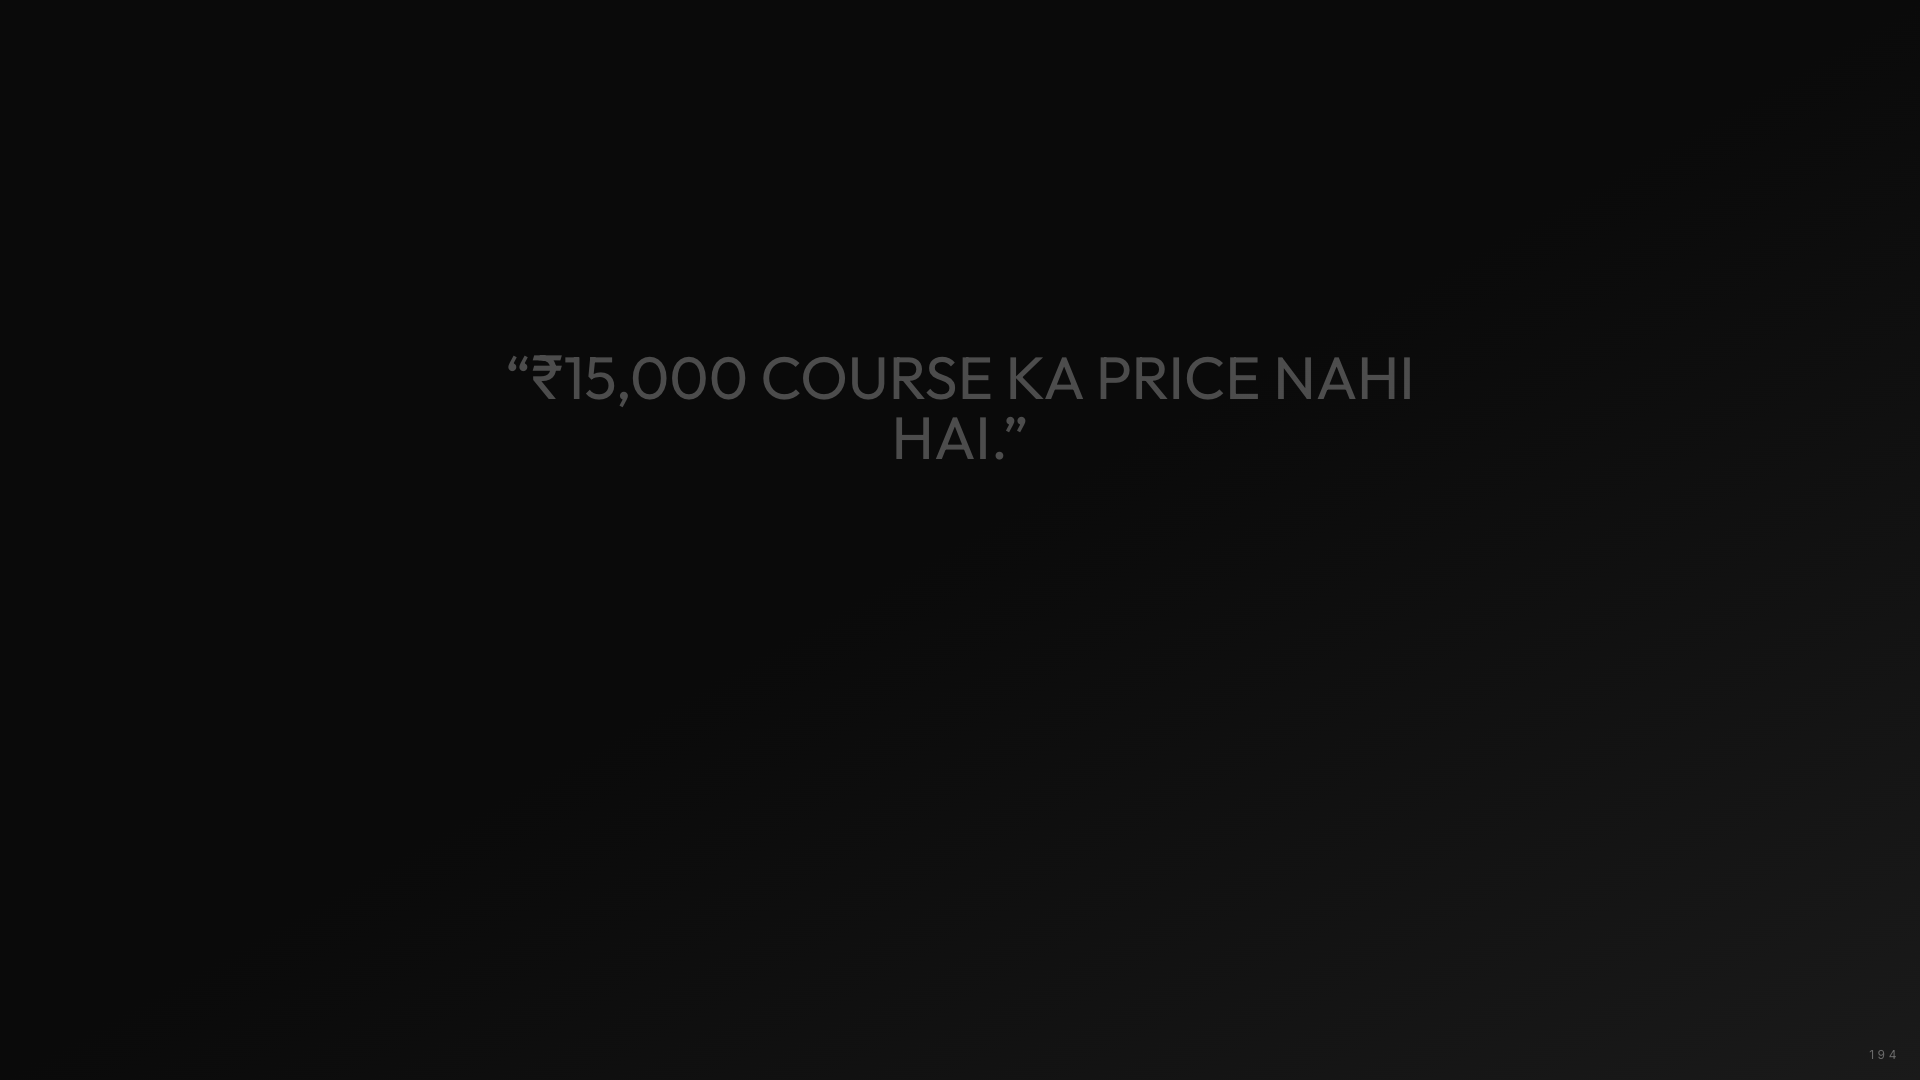 “₹15,000 COURSE KA PRICE NAHI
HAI.”
194